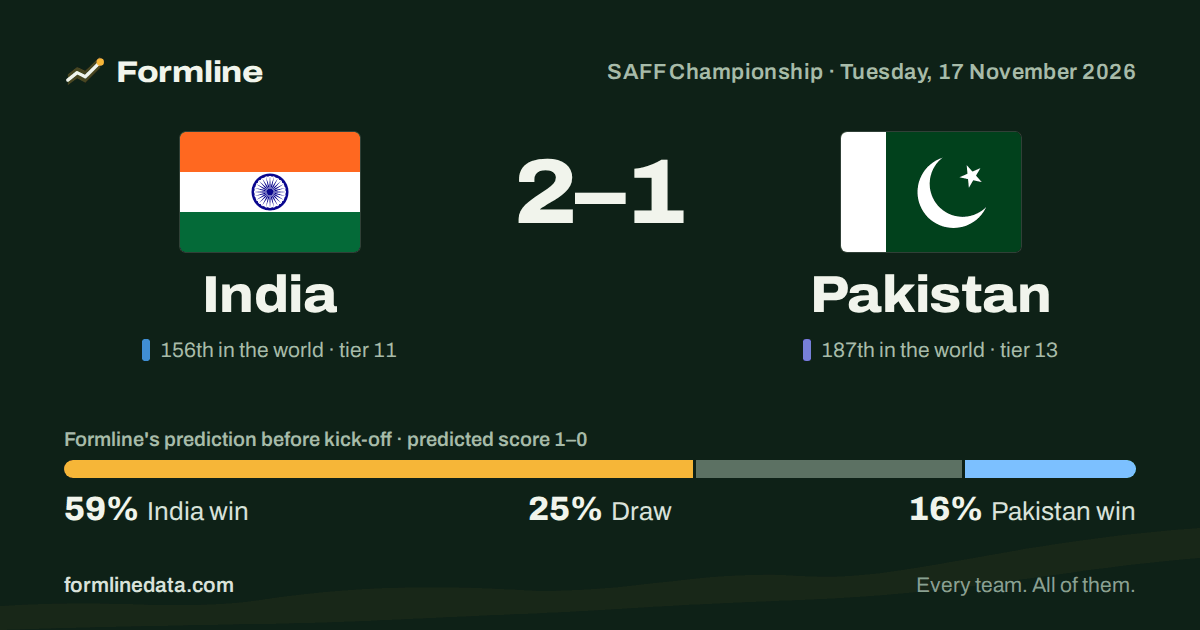 Formline
SAFF Championship · Tuesday, 17 November 2026
2–1
India
Pakistan
156th in the world · tier 11
187th in the world · tier 13
Formline's prediction before kick-off · predicted score 1–0
59% India win
25% Draw
16% Pakistan win
formlinedata.com
Every team. All of them.